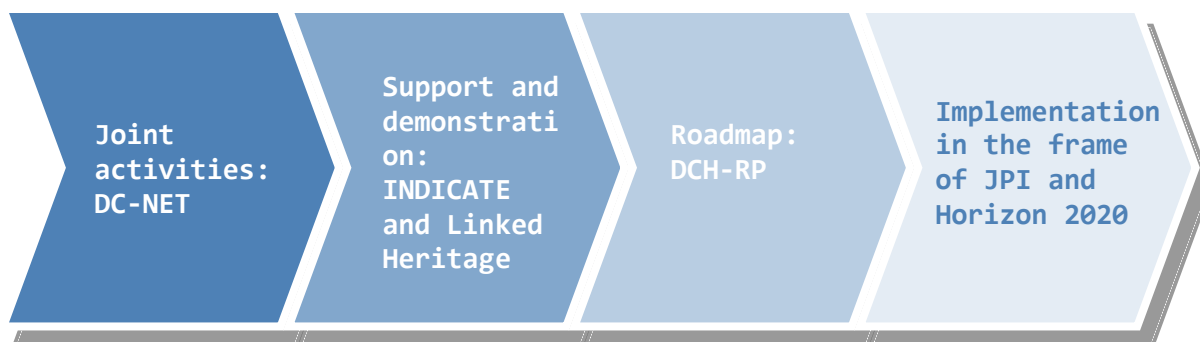 Joint
activities:
DC-NET
Support and
demonstrati
on:
INDICATE
and Linked
Heritage
Roadmap:
DCH-RP
Implementation
in the frame
of JPI and
Horizon 2020